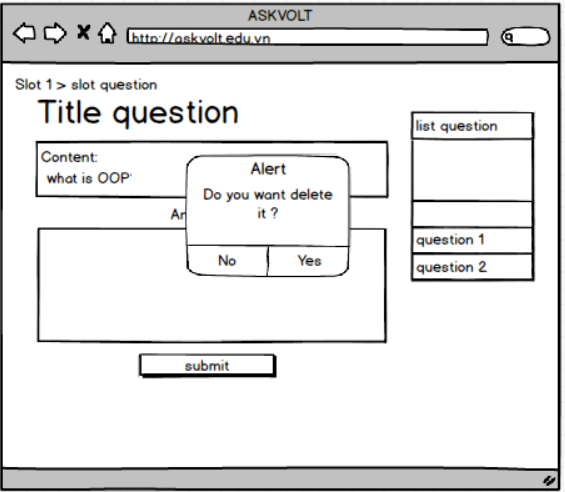 ASKVOLT
http://askvolt.edu.vn
Slot 1 > slot question
Title question
list question
Content:
what is OOP
Alert
Do you want delete
it ?
No
Yes
question 1
question 2
submit